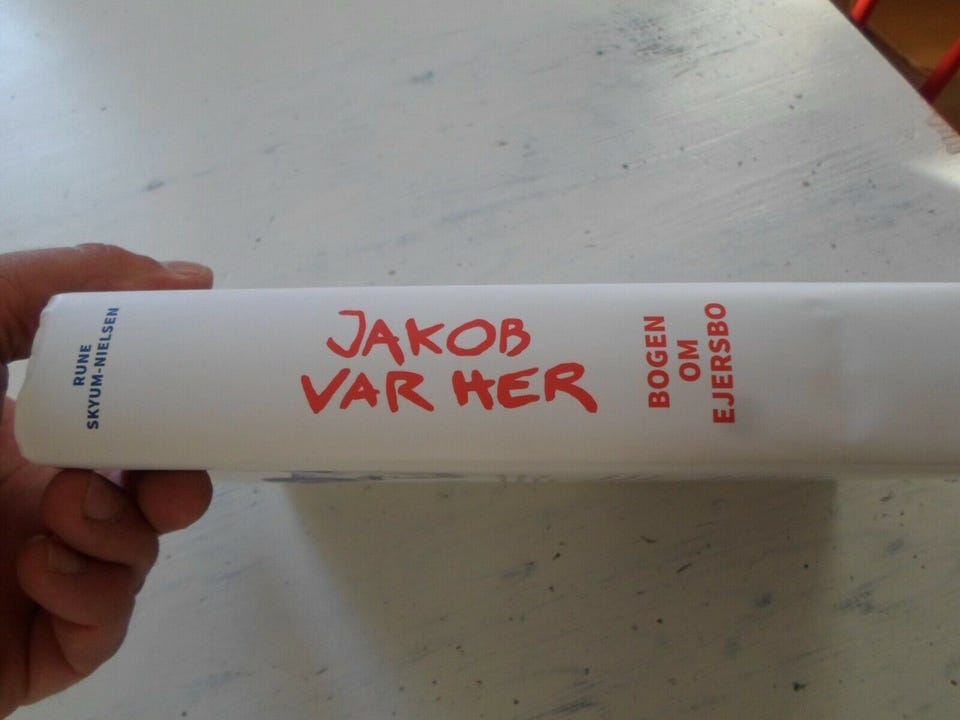 RUNE
SKYUM-NIELSEN
JAKOB
VAR HER
BOGEN
OM
EJERSBO